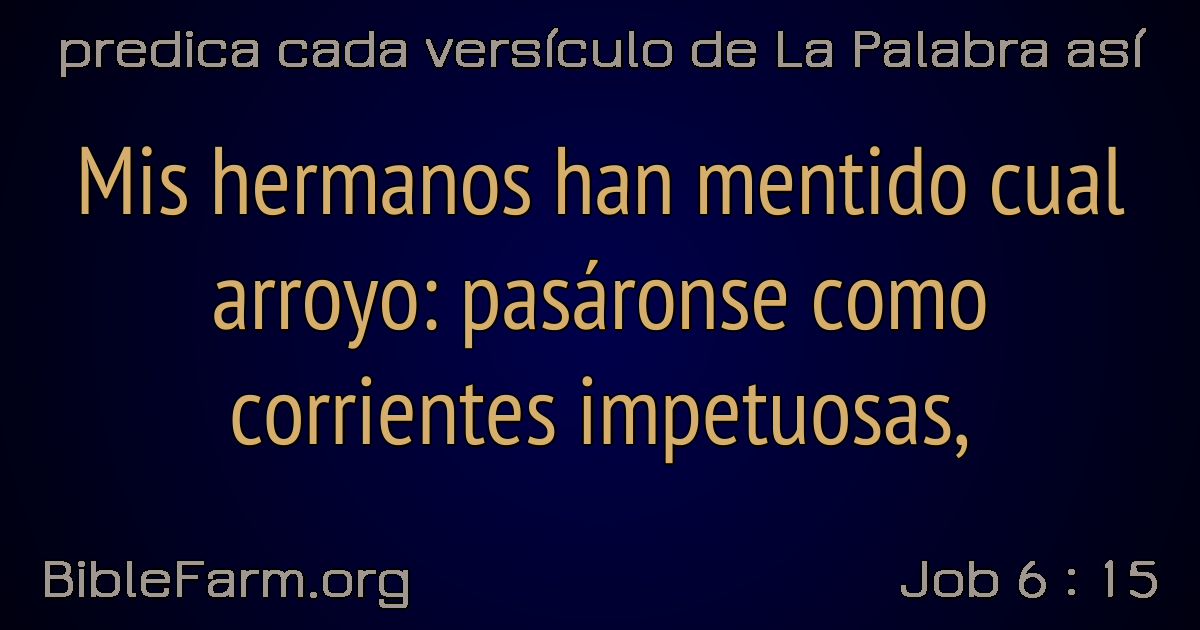 predica cada versículo de La Palabra así
Mis hermanos han mentido cual
arroyo: pasáronse como
corrientes impetuosas,
BibleFarm.org
Job 6 : 15